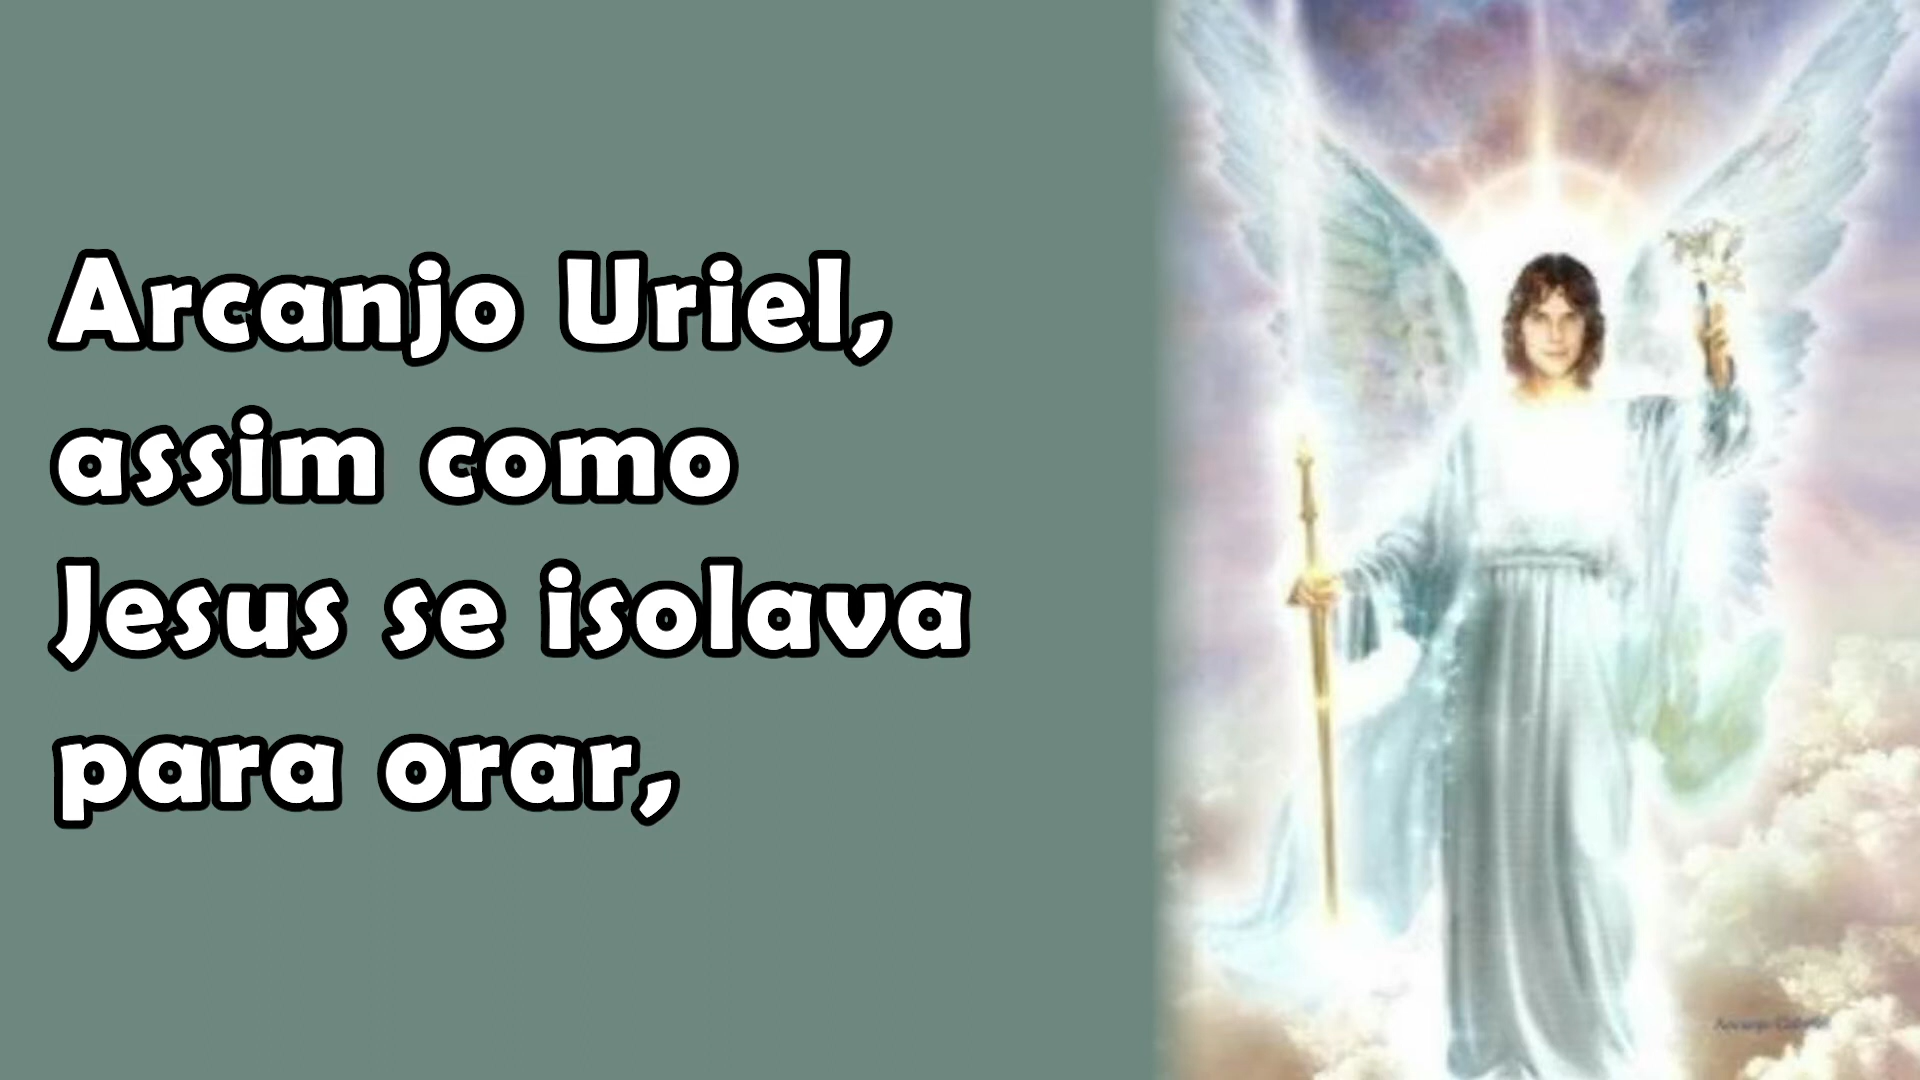 Arcanjo Uriel,
assim como
Jesus se isolava
para orar,